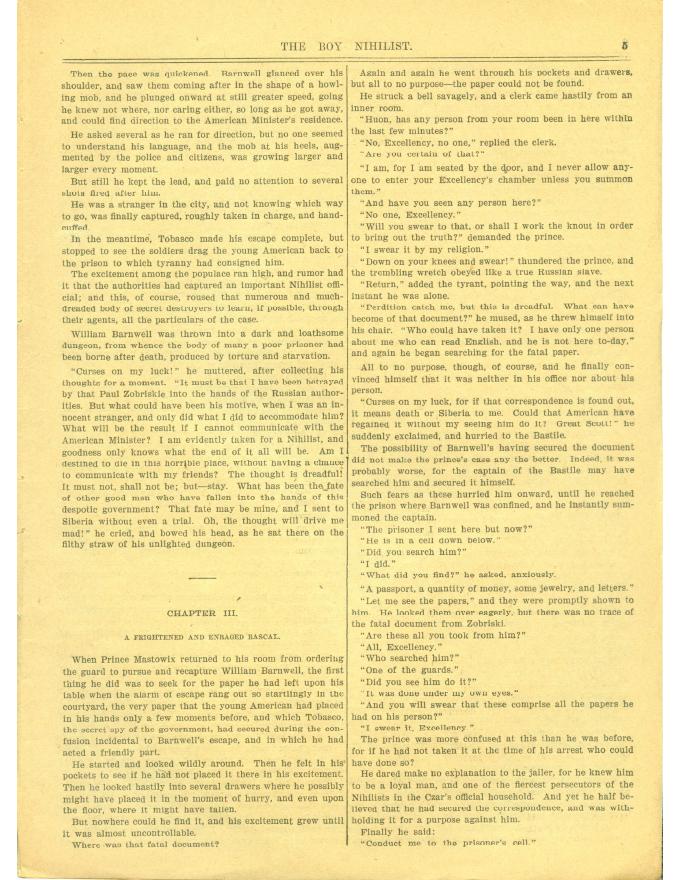 THE BOY NIHILIST.
5
Then the pace was quickened. Barnwell glanced over his
shoulder, and saw them coming after in the shape of a howl-
ing mob, and he plunged onward at still greater speed, going
he knew not where, nor caring either, so long as he got away,
and could find direction to the American Minister's residence.
He asked several as he ran for direction, but no one seemed
to understand his language, and the mob at his heels, aug-
mented by the police and citizens, was growing larger and
larger every moment.
But still he kept the lead, and paid no attention to several
shots fired after him.
He was a stranger in the city, and not knowing which way
to go, was finally captured, roughly taken in charge, and hand-
cuffed.
In the meantime, Tobasco made his escape complete, but
stopped to see the soldiers drag the young American back to
the prison to which tyranny had consigned him.
The excitement among the populace ran high, and rumor had
it that the authorities had captured an important Nihilist offi-
cial; and this, of course, roused that numerous and much-
dreaded body of secret destroyers to learn, if possible, through
their agents, all the particulars of the case.
William Barnwell was thrown into a dark and loathsome
dungeon, from whence the body of many a poor prisoner had
been borne after death, produced by torture and starvation.
"Curses on my luck!" he muttered, after collecting his
thoughts for a moment. "It must be that I have been betrayed
by that Paul Zobriskie into the hands of the Russian author-
ities. But what could have been his motive, when I was an in-
nocent stranger, and only did what I did to accommodate him?
What will be the result if I cannot communicate with the
American Minister? I am evidently taken for a Nihilist, and
goodness only knows what the end of it all will be. Am I
destined to die in this horrible place, without having a chance
to communicate with my friends? The thought is dreadful!
It must not, shall not be; but—stay. What has been the fate
of other good men who have fallen into the hands of this
despotic government? That fate may be mine, and I sent to
Siberia without even a trial. Oh, the thought will drive me
mad!" he cried, and bowed his head, as he sat on the
filthy straw of his unlighted dungeon.
CHAPTER III.
A FRIGHTENED AND ENRAGED RASCAL.
When Prince Mastowix returned to his room from ordering
the guard to pursue and recapture William Barnwell, the first
thing he did was to seek for the paper he had left upon his
table when the alarm of escape rang out so startlingly in the
courtyard, the very paper that the young American had placed
in his hands only a few moments before, and which Tobasco,
the secret spy of the government, had secured during the con-
fusion incidental to Barnwell's escape, and in which he had
acted a friendly part.
He started and looked wildly around. Then he felt in his
pockets to see if he had not placed it there in his excitement.
Then he looked hastily into several drawers where he possibly
might have placed it in the moment of hurry, and even upon
the floor, where it might have fallen.
But nowhere could he find it, and his excitement grew until
it was almost uncontrollable.
Where was that fatal document?
Again and again he went through his pockets and drawers,
but all to no purpose—the paper could not be found.
He struck a bell savagely, and a clerk came hastily from an
inner room.
"Huon, has any person from your room been in here within
the last few minutes?"
"No, Excellency, no one," replied the clerk.
"Are you certain of that?"
"I am, for I am seated by the door, and I never allow any-
one to enter your Excellency's chamber unless you summon
them."
"And have you seen any person here?"
"No one, Excellency."
"Will you swear to that, or shall I work the knout in order
to bring out the truth?" demanded the prince.
"I swear it by my religion."
"Down on your knees and swear!" thundered the prince, and
the trembling wretch obeyed like a true Russian slave.
"Return," added the tyrant, pointing the way, and the next
instant he was alone.
"Perdition catch me, but this is dreadful. What can have
become of that document?" he mused, as he threw himself into
his chair. "Who could have taken it? I have only one person
about me who can read English, and he is not here to-day,"
and again he began searching for the fatal paper.
All to no purpose, though, of course, and he finally con-
vinced himself that it was neither in his office nor about his
person.
"Curses on my luck, for if that correspondence is found out,
it means death or Siberia to me. Could that American have
regained it without my seeing him do it? Great Scott!" he
suddenly exclaimed, and hurried to the Bastile.
The possibility of Barnwell's having secured the document
did not make the prince's case any the better. Indeed, it was
probably worse, for the captain of the Bastile may have
searched him and secured it himself.
Such fears as these hurried him onward, until he reached
the prison where Barnwell was confined, and he instantly sum-
moned the captain.
"The prisoner I sent here but now?"
"He is in a cell down below."
"Did you search him?"
"I did."
"What did you find?" he asked, anxiously.
"A passport, a quantity of money, some jewelry, and letters."
"Let me see the papers," and they were promptly shown to
him. He looked them over eagerly, but there was no trace of
the fatal document from Zobriski.
"Are these all you took from him?"
"All, Excellency."
"Who searched him?"
"One of the guards."
"Did you see him do it?"
"It was done under my own eyes."
"And you will swear that these comprise all the papers he
had on his person?"
"I swear it, Excellency"
The prince was more confused at this than he was before,
for if he had not taken it at the time of his arrest who could
have done so?
He dared make no explanation to the jailer, for he knew him
to be a loyal man, and one of the fiercest persecutors of the
Nihilists in the Czar's official household. And yet he half be-
lieved that he had secured the correspondence, and was with-
holding it for a purpose against him.
Finally he said:
"Conduct me to the prisoner's cell."